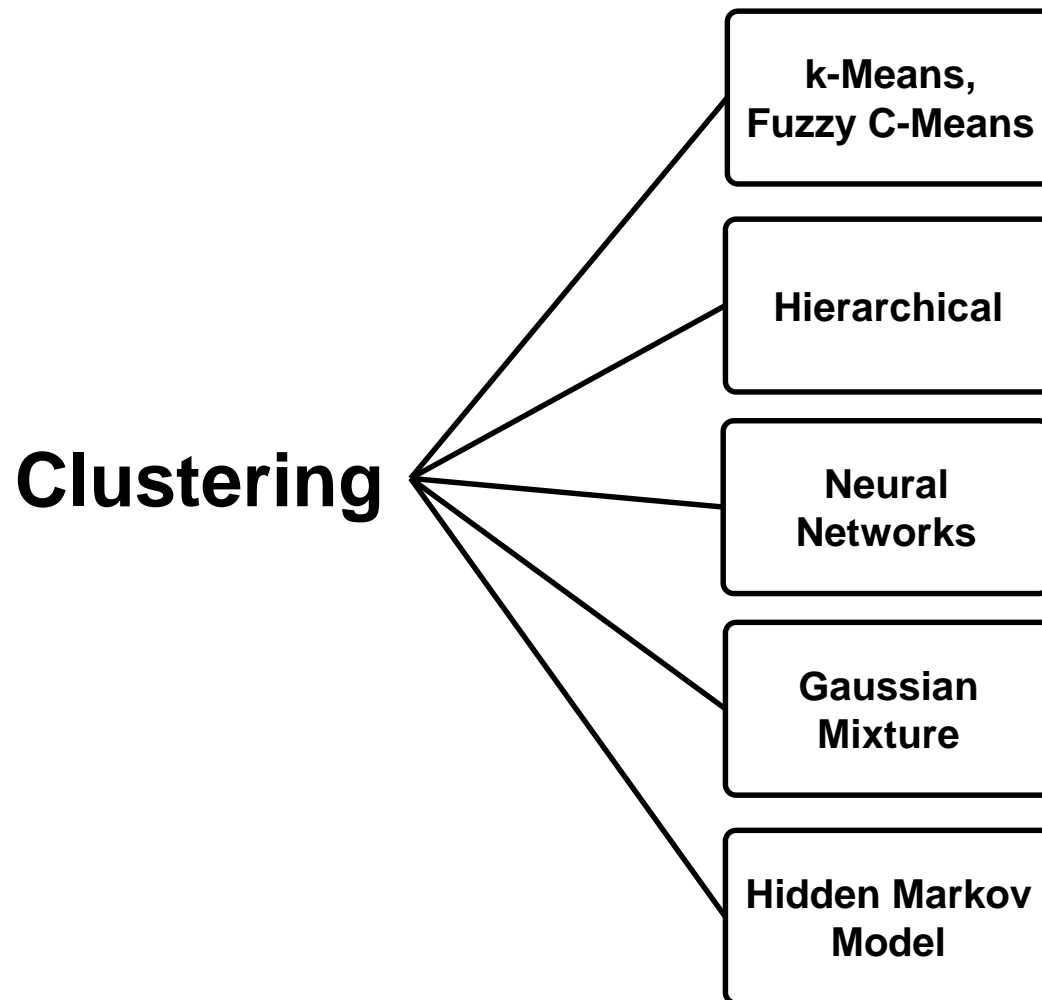 k-Means,
Fuzzy C-Means
Hierarchical
Clustering
Neural
Networks
Gaussian
Mixture
Hidden Markov
Model